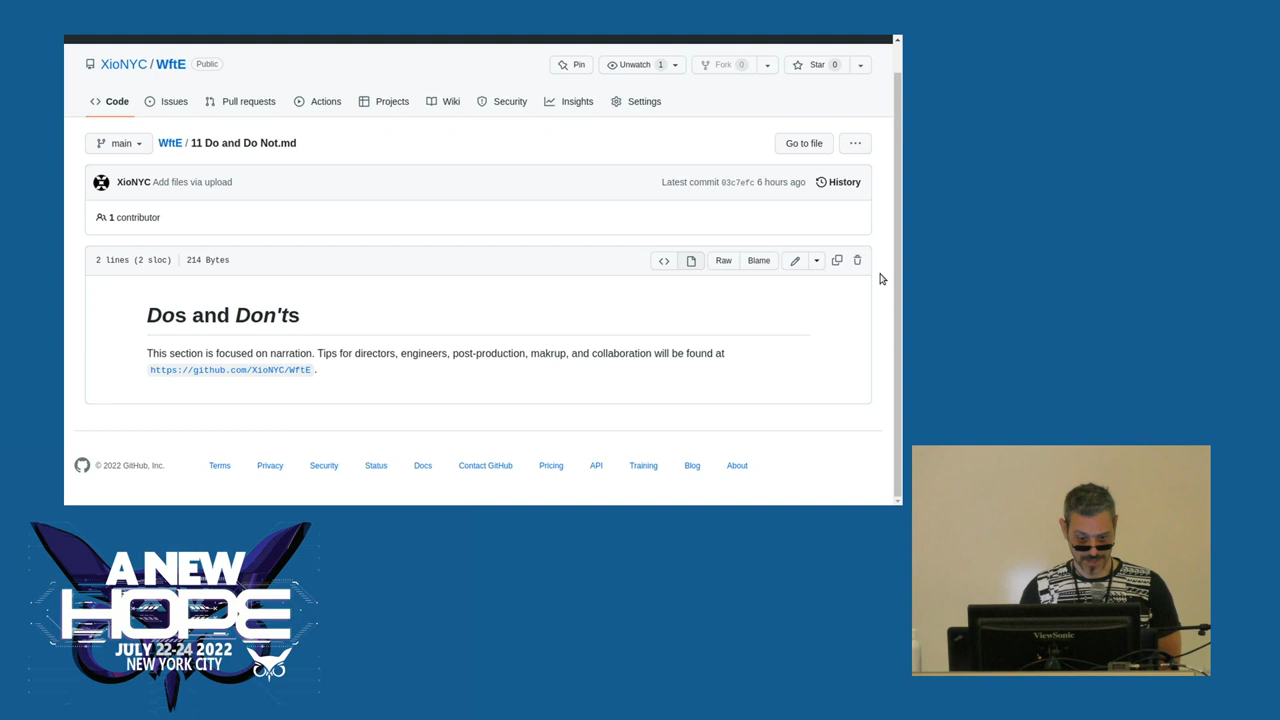 XioNYC / WftE Public
Pin
Unwatch 1
Fork 0
Star 0
Code
Issues
Pull requests
Actions
Projects
Wiki
Security
Insights
Settings
main
WftE / 11 Do and Do Not.md
Go to file
XioNYC Add files via upload
Latest commit 03c7efc 6 hours ago
History
1 contributor
2 lines (2 sloc) 214 Bytes
Raw
Blame
Dos and Don'ts
This section is focused on narration. Tips for directors, engineers, post-production, makrup, and collaboration will be found at
https://github.com/XioNYC/WftE.
© 2022 GitHub, Inc.
Terms
Privacy
Security
Status
Docs
Contact GitHub
Pricing
API
Training
Blog
About
A NEW
HOPE
JULY 22-24 2022
NEW YORK CITY
ViewSonic